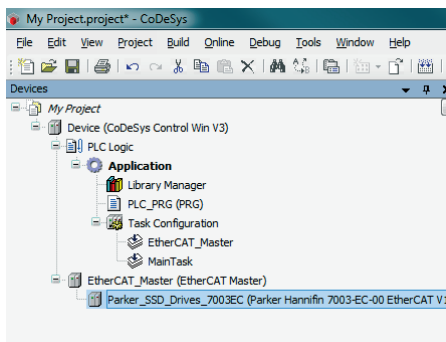 My Project.project* - CoDeSys
File Edit View Project Build Online Debug Tools Window Help
Devices
My Project
Device (CoDeSys Control Win V3)
PLC Logic
Application
Library Manager
PLC_PRG (PRG)
Task Configuration
EtherCAT_Master
MainTask
EtherCAT_Master (EtherCAT Master)
Parker_SSD_Drives_7003EC (Parker Hannifin 7003-EC-00 EtherCAT V